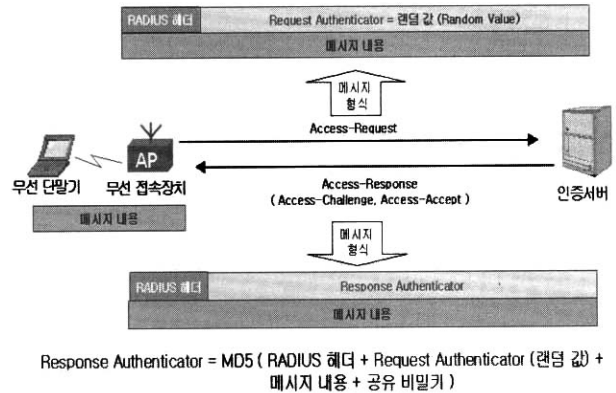 RADIUS 헤더 Request Authenticator = 랜덤 값 (Random Value)
메시지 내용
메시지
형식
Access-Request
AP
무선 단말기 무선 접속장치
Access-Response
( Access-Challenge, Access-Accept )
인증서버
메시지 내용
메시지
형식
RADIUS 헤더 Response Authenticator
메시지 내용
Response Authenticator = MD5 ( RADIUS 헤더 + Request Authenticator (랜덤 값) +
메시지 내용 + 공유 비밀키 )